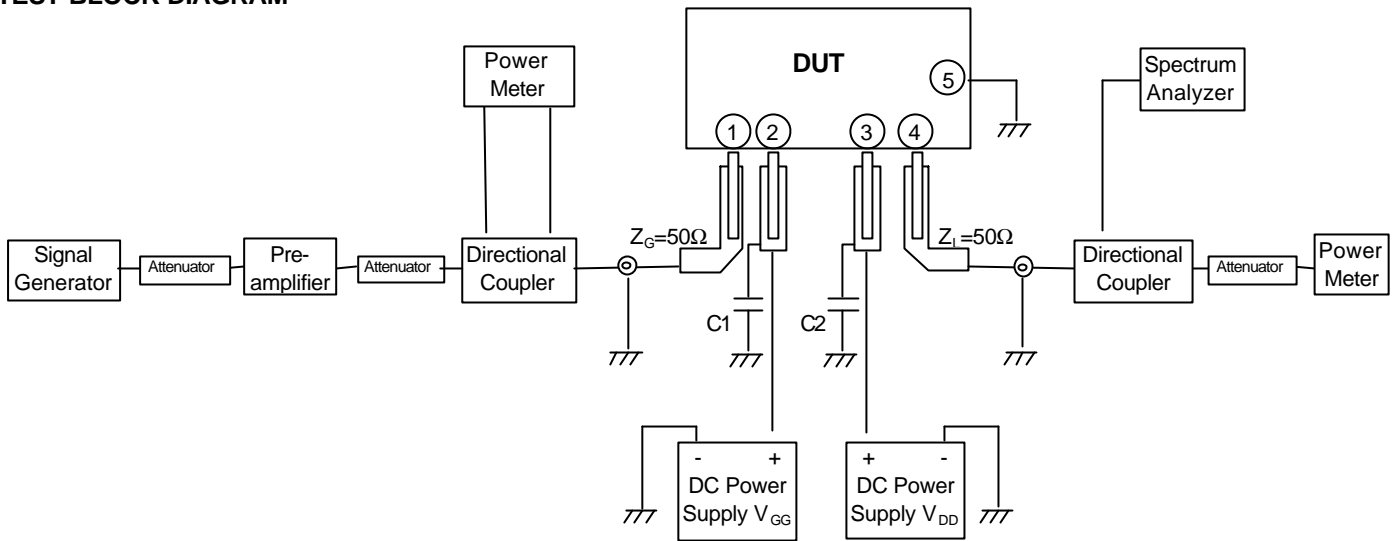 TEST BLOCK DIAGRAM
DUT
Power
Meter
5
Spectrum
Analyzer
1
2
3
4
Z_G=50Ω
Z_L=50Ω
Signal
Generator
Attenuator
Pre-
amplifier
Attenuator
Directional
Coupler
Directional
Coupler
Attenuator
Power
Meter
C1
C2
- +
DC Power
Supply V_GG
+ -
DC Power
Supply V_DD